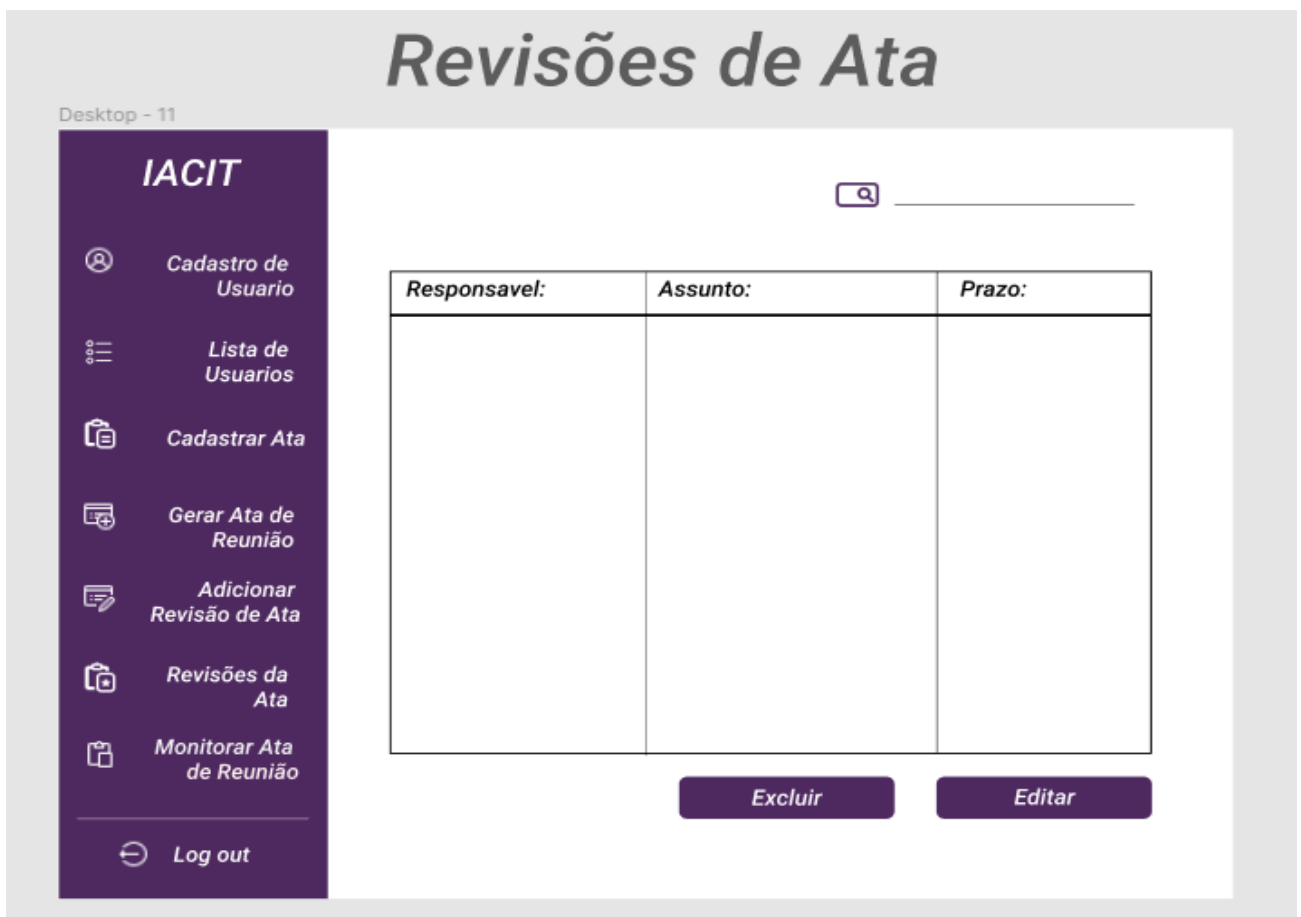 Revisões de Ata
Desktop - 11
IACIT
Cadastro de
Usuario
Lista de
Usuarios
Cadastrar Ata
Gerar Ata de
Reunião
Adicionar
Revisão de Ata
Revisões da
Ata
Monitorar Ata
de Reunião
Log out
Responsavel:
Assunto:
Prazo:
Excluir
Editar